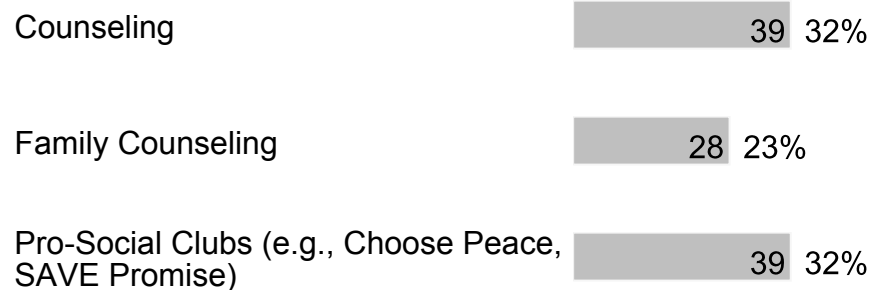 Counseling 39 32%
Family Counseling 28 23%
Pro-Social Clubs (e.g., Choose Peace,
SAVE Promise) 39 32%